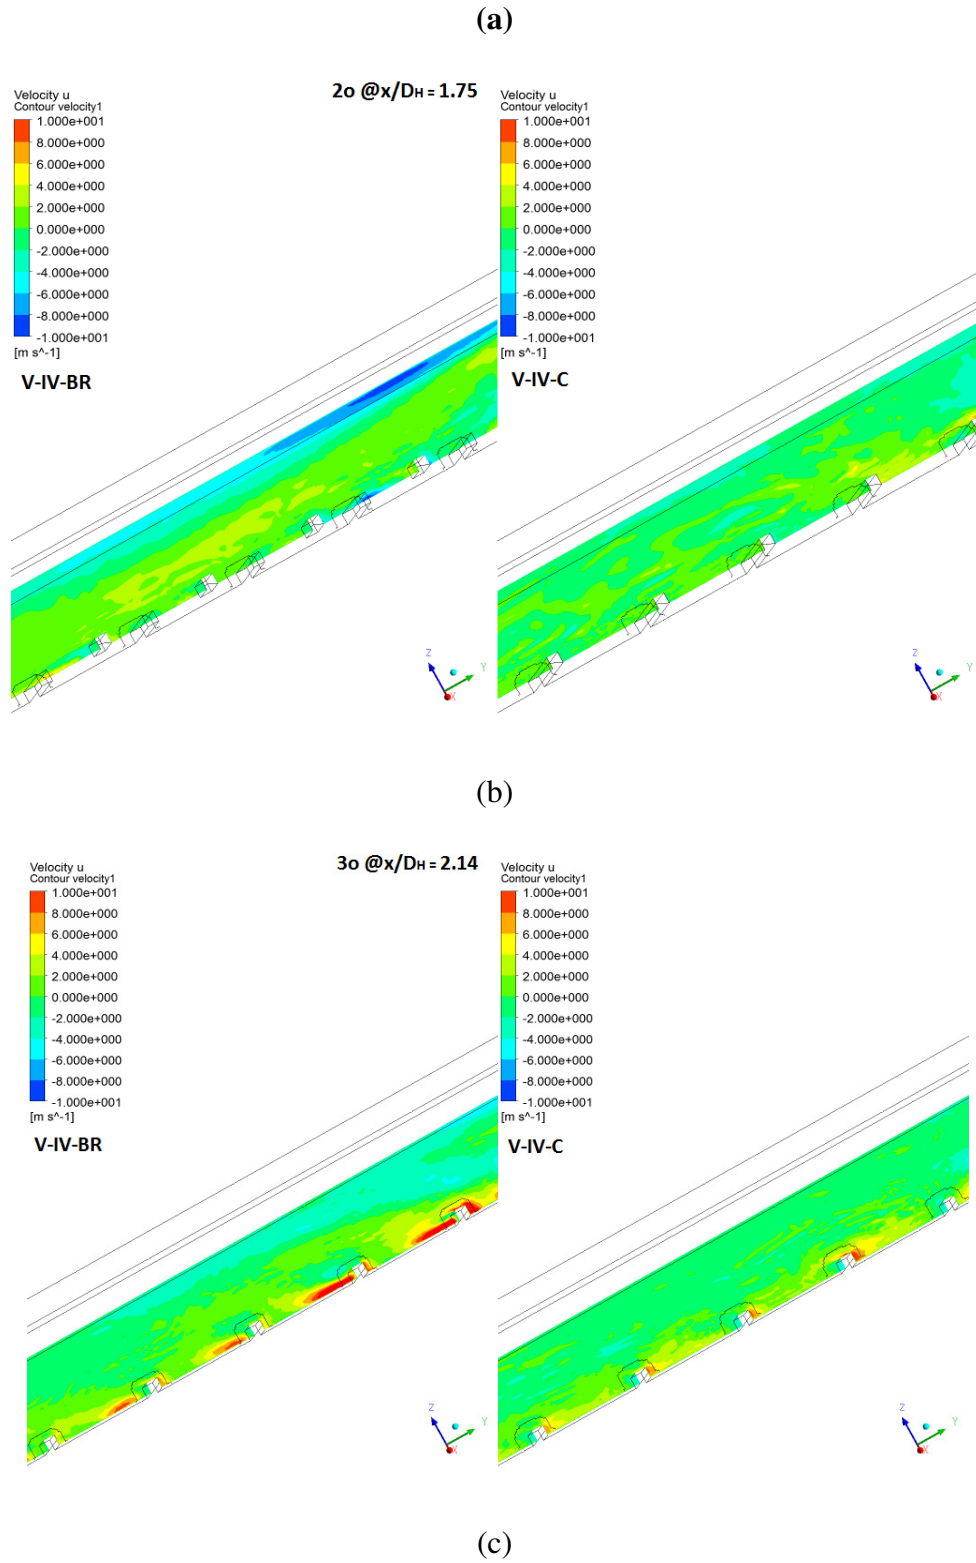 (a)
2o @x/DH = 1.75
Velocity u
Contour velocity1
1.000e+001
8.000e+000
6.000e+000
4.000e+000
2.000e+000
0.000e+000
-2.000e+000
-4.000e+000
-6.000e+000
-8.000e+000
-1.000e+001
[m s^-1]
V-IV-BR
Z
Y
X
Velocity u
Contour velocity1
1.000e+001
8.000e+000
6.000e+000
4.000e+000
2.000e+000
0.000e+000
-2.000e+000
-4.000e+000
-6.000e+000
-8.000e+000
-1.000e+001
[m s^-1]
V-IV-C
Z
Y
X
(b)
3o @x/DH = 2.14
Velocity u
Contour velocity1
1.000e+001
8.000e+000
6.000e+000
4.000e+000
2.000e+000
0.000e+000
-2.000e+000
-4.000e+000
-6.000e+000
-8.000e+000
-1.000e+001
[m s^-1]
V-IV-BR
Z
Y
X
Velocity u
Contour velocity1
1.000e+001
8.000e+000
6.000e+000
4.000e+000
2.000e+000
0.000e+000
-2.000e+000
-4.000e+000
-6.000e+000
-8.000e+000
-1.000e+001
[m s^-1]
V-IV-C
Z
Y
X
(c)